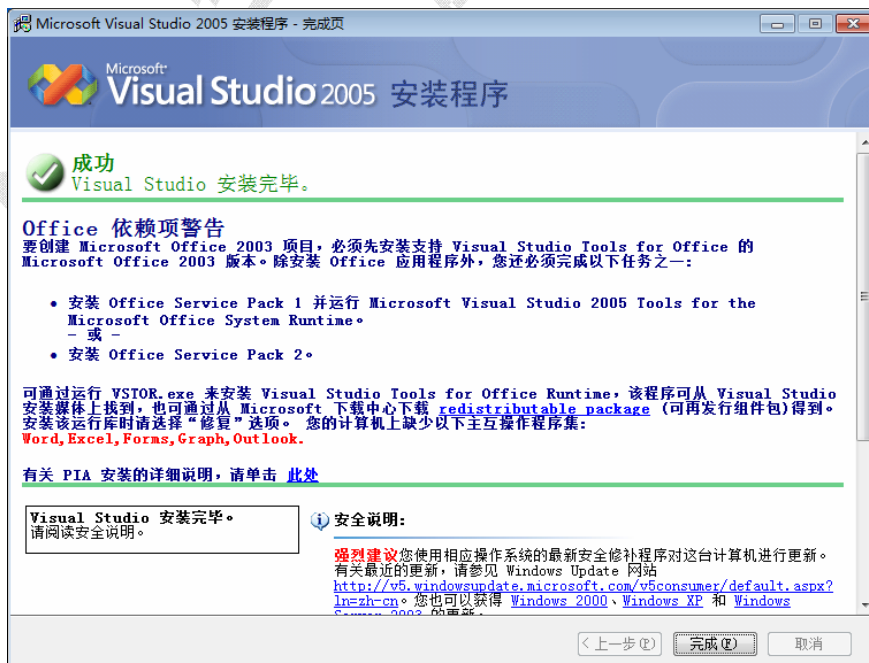 Microsoft Visual Studio 2005 安装程序 - 完成页
Microsoft
Visual Studio 2005 安装程序
成功
Visual Studio 安装完毕。
Office 依赖项警告
要创建 Microsoft Office 2003 项目，必须先安装支持 Visual Studio Tools for Office 的
Microsoft Office 2003 版本。除安装 Office 应用程序外，您还必须完成以下任务之一：
• 安装 Office Service Pack 1 并运行 Microsoft Visual Studio 2005 Tools for the
Microsoft Office System Runtime。
- 或 -
• 安装 Office Service Pack 2。
可通过运行 VSTOR.exe 来安装 Visual Studio Tools for Office Runtime，该程序可从 Visual Studio
安装媒体上找到，也可通过从 Microsoft 下载中心下载 redistributable package (可再发行组件包)得到。
安装该运行库时请选择“修复”选项。 您的计算机上缺少以下主互操作程序集：
Word,Excel,Forms,Graph,Outlook.
有关 PIA 安装的详细说明，请单击 此处
Visual Studio 安装完毕。
请阅读安全说明。
安全说明：
强烈建议您使用相应操作系统的最新安全修补程序对这台计算机进行更新。
有关最近的更新，请参见 Windows Update 网站
http://v5.windowsupdate.microsoft.com/v5consumer/default.aspx?
ln=zh-cn。您也可以获得 Windows 2000、Windows XP 和 Windows
Server 2003 的更新。
<上一步(P) 完成(F) 取消